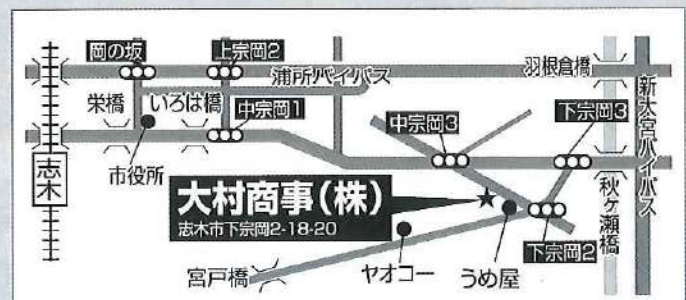 岡の坂
上宗岡2
浦所バイパス
羽根倉橋
新大宮バイパス
栄橋
いろは橋
中宗岡1
中宗岡3
下宗岡3
志木
市役所
秋ヶ瀬橋
大村商事(株)
志木市下宗岡2-18-20
下宗岡2
宮戸橋
ヤオコー
うめ屋